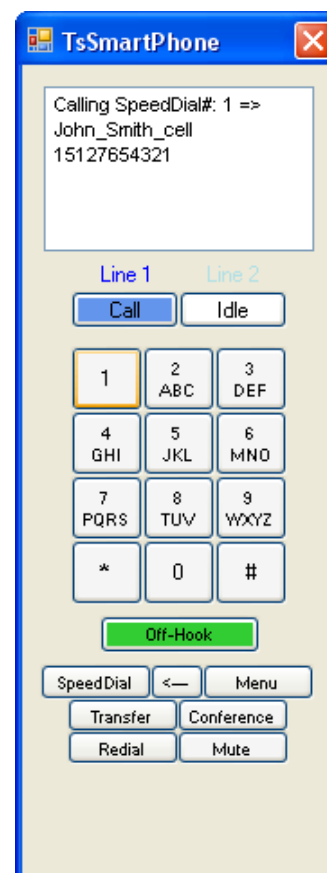 TsSmartPhone
Calling SpeedDial#: 1 =>
John_Smith_cell
15127654321
Line 1 Line 2
Call Idle
1 2 3
ABC DEF
4 5 6
GHI JKL MNO
7 8 9
PQRS TUV WXYZ
* 0 #
Off-Hook
SpeedDial <--- Menu
Transfer Conference
Redial Mute